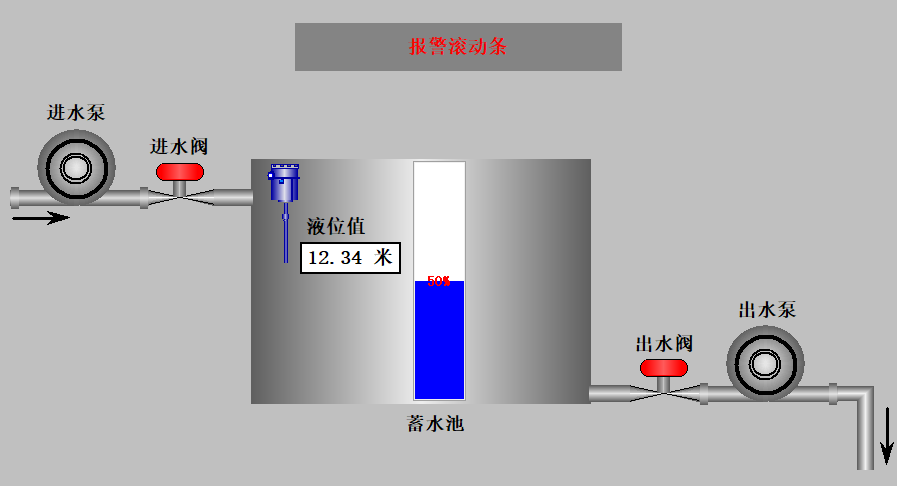 报警滚动条
进水泵
进水阀
液位值
12.34 米
50%
出水泵
出水阀
蓄水池